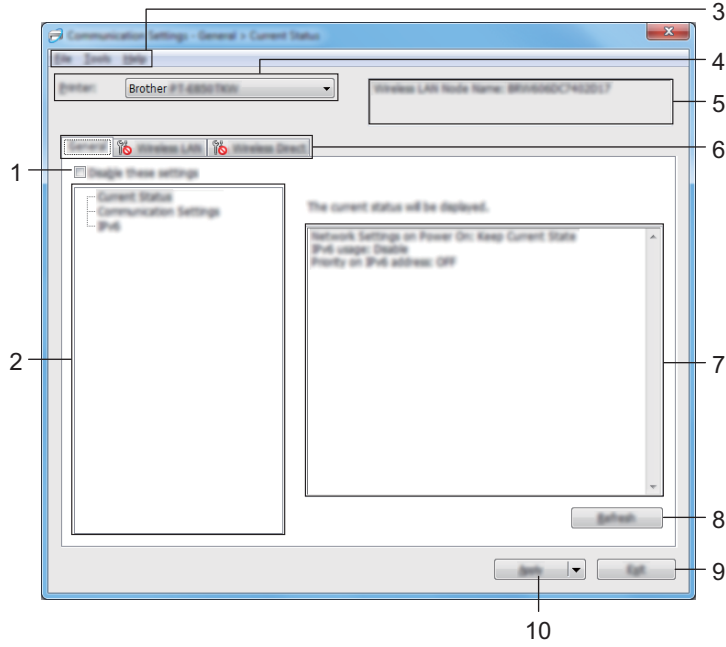 3
Communication Settings - General > Current Status
File Tools Help
4
Printer:
Brother PT-E850TKW
Wireless LAN Node Name:
5
General
Wireless LAN
Wireless Direct
6
1
Disable these settings
Current Status
Communication Settings
IPv6
The current status will be displayed.
Network Settings on Power On: Keep Current State
IPv6 usage: Disable
Priority on IPv6 address: OFF
2
7
Refresh
8
Apply
Exit
9
10